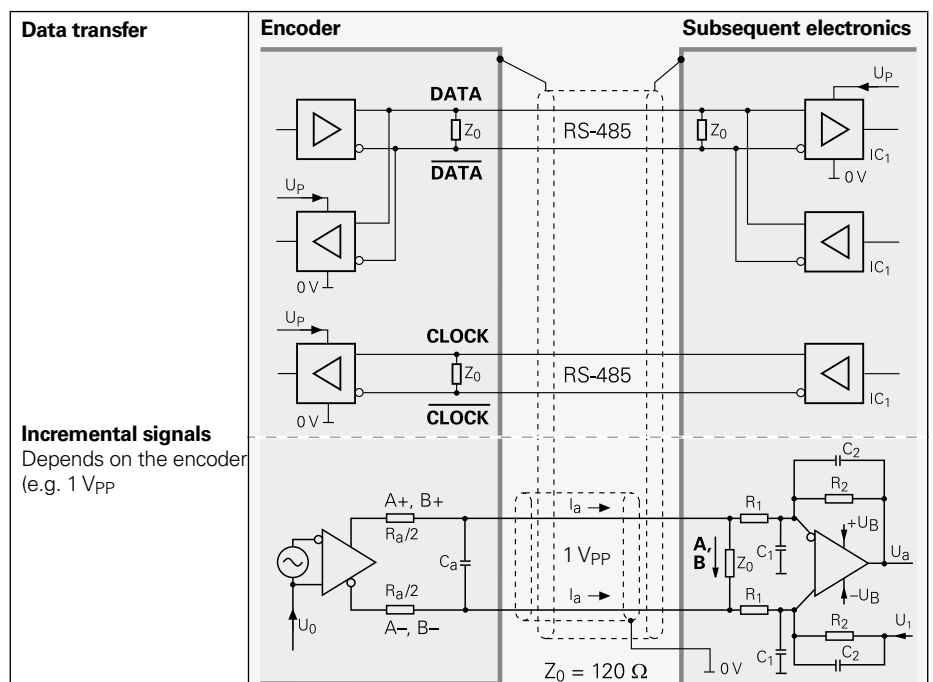 Data transfer
Encoder
Subsequent electronics
DATA
Z0
RS-485
Z0
UP
IC1
0 V
DATA
UP
0 V
IC1
UP
CLOCK
Z0
RS-485
CLOCK
0 V
IC1
Incremental signals
Depends on the encoder
(e.g. 1 VPP
A+, B+
Ra/2
Ca
Ra/2
A–, B–
U0
Ia
1 VPP
Ia
Z0 = 120 Ω
0 V
A,
B
Z0
R1
C1
R1
C1
C2
R2
+UB
Ua
–UB
R2
U1
C2